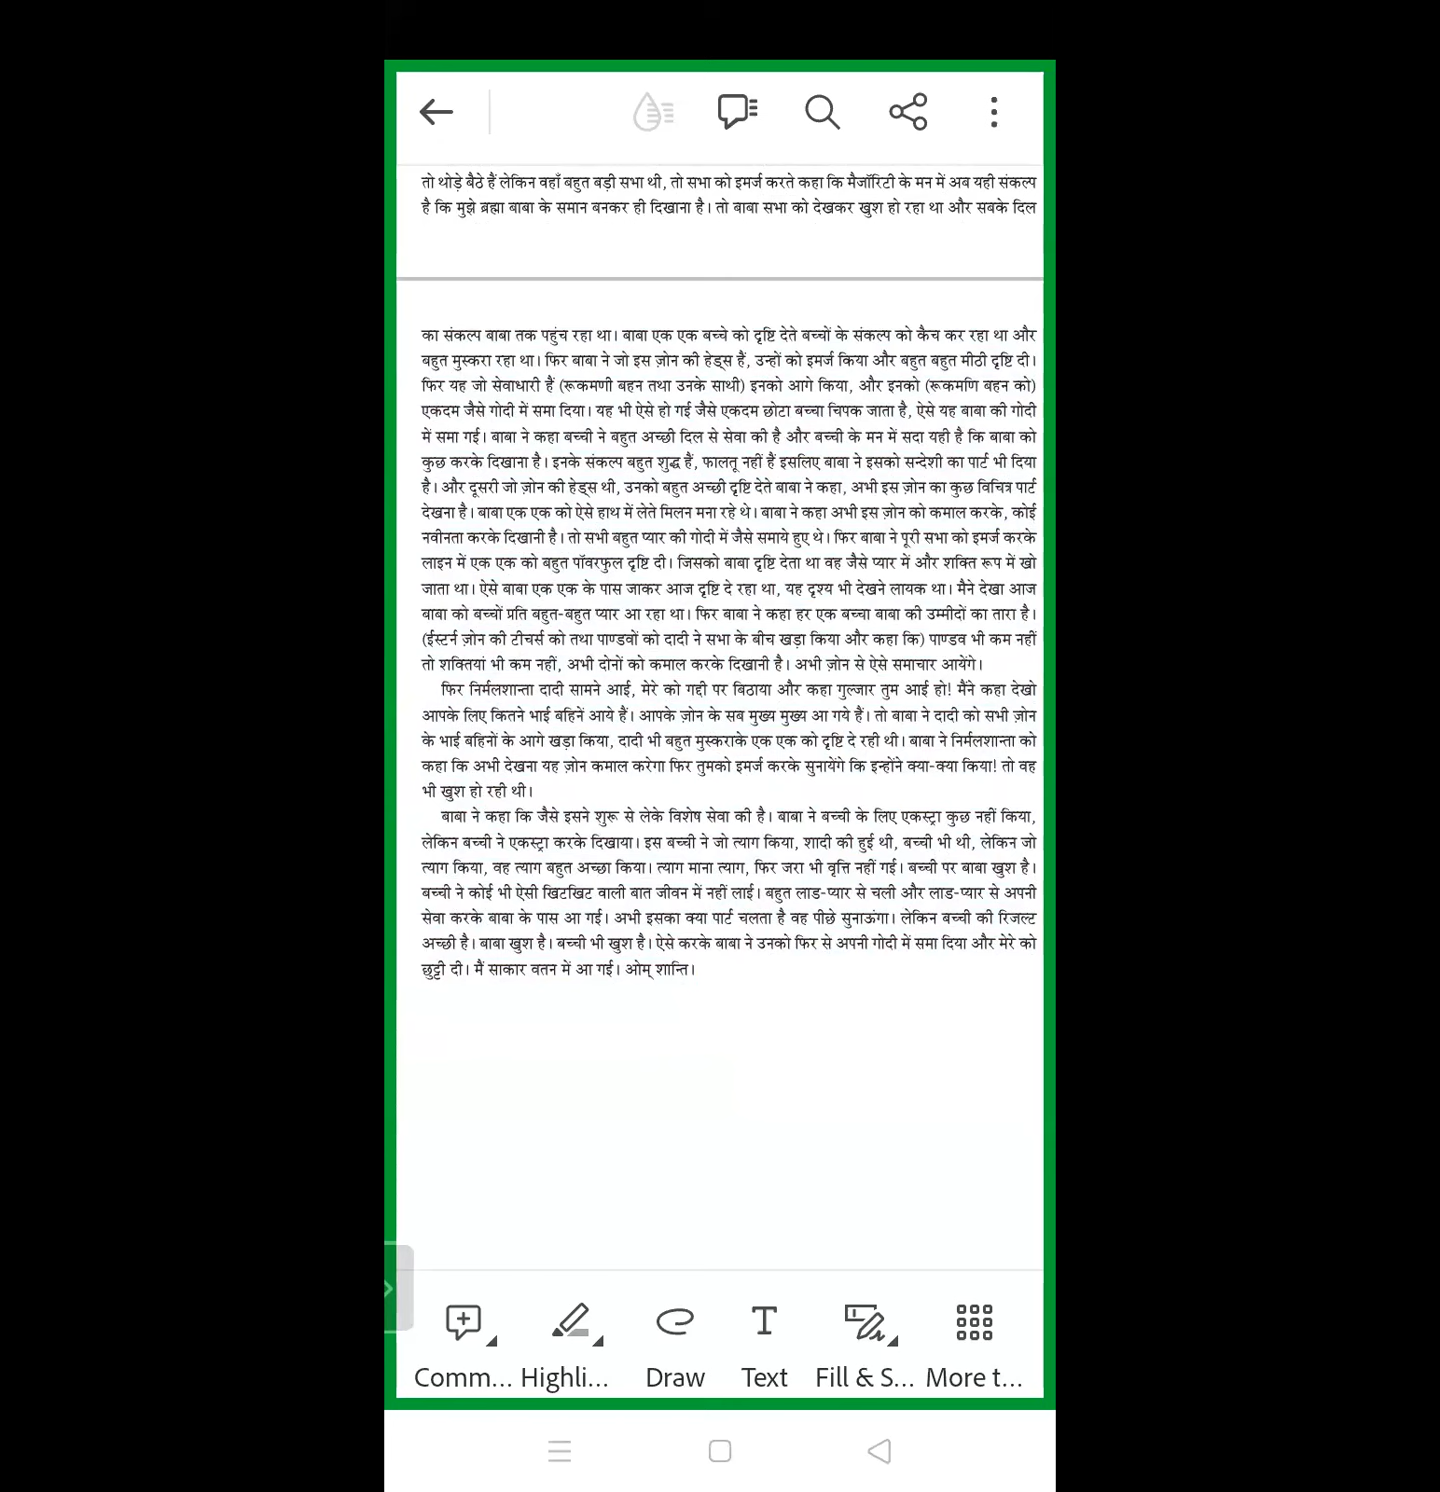 तो थोड़े बैठे हैं लेकिन वहाँ बहुत बड़ी सभा थी, तो सभा को इमर्ज करते कहा कि मैजॉरिटी के मन में अब यही संकल्प
है कि मुझे ब्रह्मा बाबा के समान बनकर ही दिखाना है। तो बाबा सभा को देखकर खुश हो रहा था और सबके दिल
का संकल्प बाबा तक पहुंच रहा था। बाबा एक एक बच्चे को दृष्टि देते बच्चों के संकल्प को कैच कर रहा था और
बहुत मुस्करा रहा था। फिर बाबा ने जो इस ज़ोन की हेड्स हैं, उन्हों को इमर्ज किया और बहुत बहुत मीठी दृष्टि दी।
फिर यह जो सेवाधारी हैं (रूकमणी बहन तथा उनके साथी) इनको आगे किया, और इनको (रूकमणि बहन को)
एकदम जैसे गोदी में समा दिया। यह भी ऐसे हो गई जैसे एकदम छोटा बच्चा चिपक जाता है, ऐसे यह बाबा की गोदी
में समा गई। बाबा ने कहा बच्ची ने बहुत अच्छी दिल से सेवा की है और बच्ची के मन में सदा यही है कि बाबा को
कुछ करके दिखाना है। इनके संकल्प बहुत शुद्ध हैं, फालतू नहीं हैं इसलिए बाबा ने इसको सन्देशी का पार्ट भी दिया
है। और दूसरी जो ज़ोन की हेड्स थी, उनको बहुत अच्छी दृष्टि देते बाबा ने कहा, अभी इस ज़ोन का कुछ विचित्र पार्ट
देखना है। बाबा एक एक को ऐसे हाथ में लेते मिलन मना रहे थे। बाबा ने कहा अभी इस ज़ोन को कमाल करके, कोई
नवीनता करके दिखानी है। तो सभी बहुत प्यार की गोदी में जैसे समाये हुए थे। फिर बाबा ने पूरी सभा को इमर्ज करके
लाइन में एक एक को बहुत पॉवरफुल दृष्टि दी। जिसको बाबा दृष्टि देता था वह जैसे प्यार में और शक्ति रूप में खो
जाता था। ऐसे बाबा एक एक के पास जाकर आज दृष्टि दे रहा था, यह दृश्य भी देखने लायक था। मैने देखा आज
बाबा को बच्चों प्रति बहुत-बहुत प्यार आ रहा था। फिर बाबा ने कहा हर एक बच्चा बाबा की उम्मीदों का तारा है।
(ईस्टर्न ज़ोन की टीचर्स को तथा पाण्डवों को दादी ने सभा के बीच खड़ा किया और कहा कि) पाण्डव भी कम नहीं
तो शक्तियां भी कम नहीं, अभी दोनों को कमाल करके दिखानी है। अभी ज़ोन से ऐसे समाचार आयेंगे।
फिर निर्मलशान्ता दादी सामने आई, मेरे को गद्दी पर बिठाया और कहा गुल्जार तुम आई हो! मैंने कहा देखो
आपके लिए कितने भाई बहिनें आये हैं। आपके ज़ोन के सब मुख्य मुख्य आ गये हैं। तो बाबा ने दादी को सभी ज़ोन
के भाई बहिनों के आगे खड़ा किया, दादी भी बहुत मुस्कराके एक एक को दृष्टि दे रही थी। बाबा ने निर्मलशान्ता को
कहा कि अभी देखना यह ज़ोन कमाल करेगा फिर तुमको इमर्ज करके सुनायेंगे कि इन्होंने क्या-क्या किया! तो वह
भी खुश हो रही थी।
बाबा ने कहा कि जैसे इसने शुरू से लेके विशेष सेवा की है। बाबा ने बच्ची के लिए एकस्ट्रा कुछ नहीं किया,
लेकिन बच्ची ने एकस्ट्रा करके दिखाया। इस बच्ची ने जो त्याग किया, शादी की हुई थी, बच्ची भी थी, लेकिन जो
त्याग किया, वह त्याग बहुत अच्छा किया। त्याग माना त्याग, फिर जरा भी वृत्ति नहीं गई। बच्ची पर बाबा खुश है।
बच्ची ने कोई भी ऐसी खिटखिट वाली बात जीवन में नहीं लाई। बहुत लाड-प्यार से चली और लाड-प्यार से अपनी
सेवा करके बाबा के पास आ गई। अभी इसका क्या पार्ट चलता है वह पीछे सुनाऊंगा। लेकिन बच्ची की रिजल्ट
अच्छी है। बाबा खुश है। बच्ची भी खुश है। ऐसे करके बाबा ने उनको फिर से अपनी गोदी में समा दिया और मेरे को
छुट्टी दी। मैं साकार वतन में आ गई। ओम् शान्ति।
Comm... Highli... Draw Text Fill & S... More t...